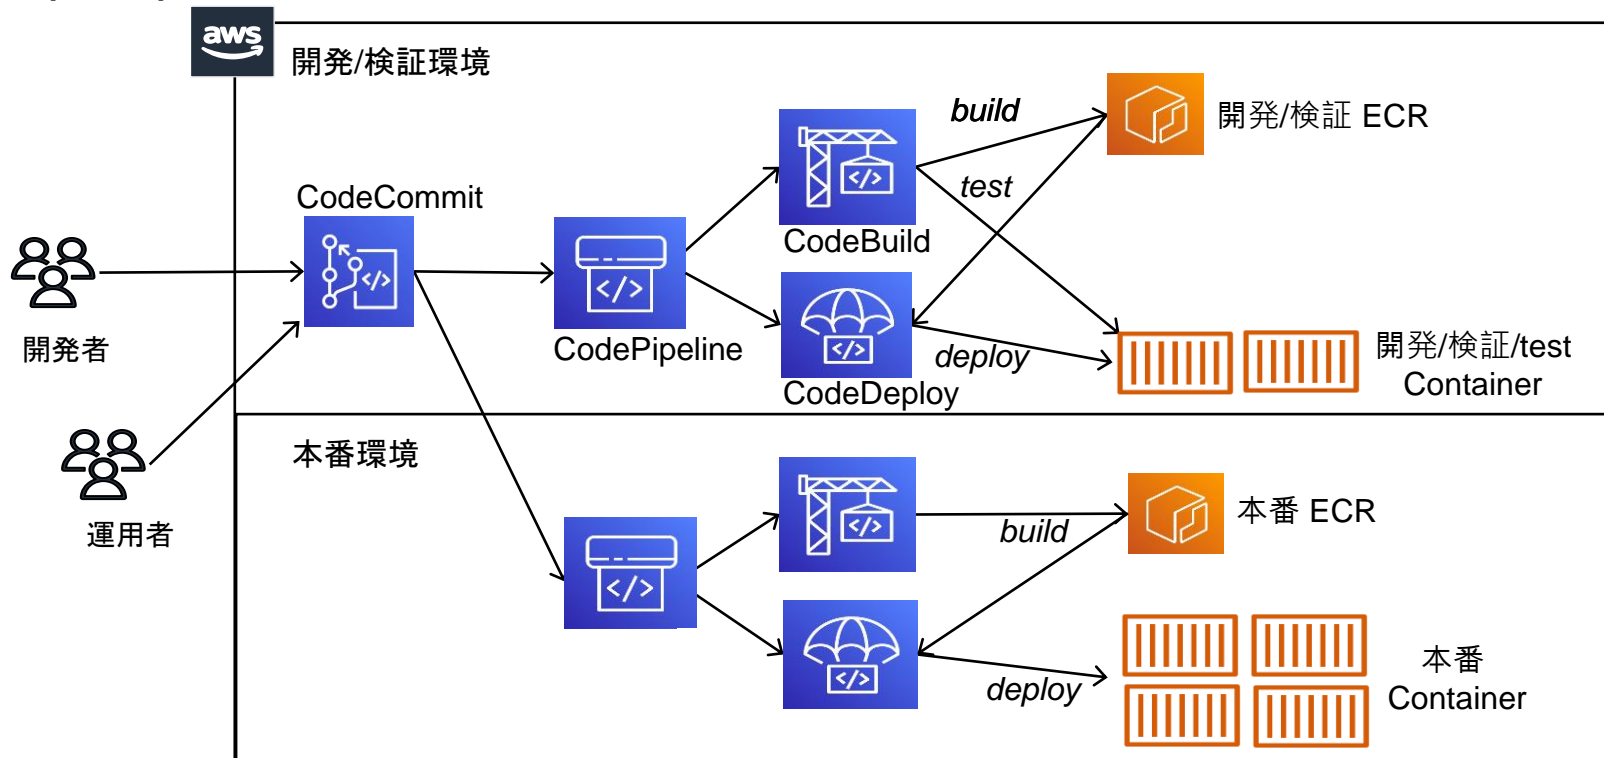 aws
開発/検証環境
build
開発/検証 ECR
test
CodeCommit
</>
</>
CodeBuild
</>
開発者
CodePipeline
</>
deploy
開発/検証/test
Container
CodeDeploy
本番環境
運用者
</>
build
本番 ECR
</>
</>
deploy
本番
Container